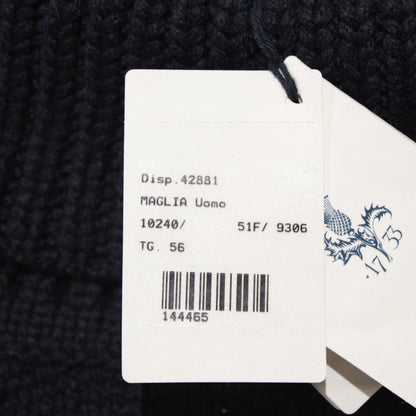 Disp.42881
MAGLIA Uomo
10240/ 51F/ 9306
TG. 56
144465
.1733